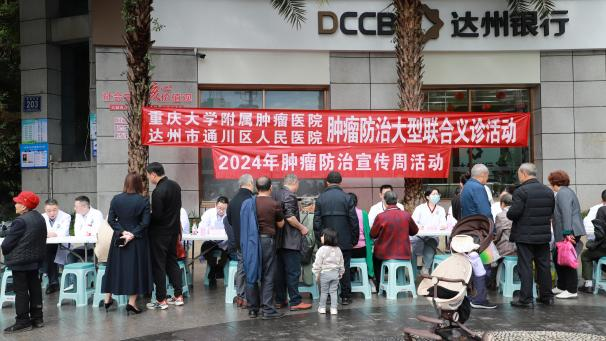 DCCB 达州银行
203
重庆大学附属肿瘤医院
达州市通川区人民医院
肿瘤防治大型联合义诊活动
2024年肿瘤防治宣传周活动